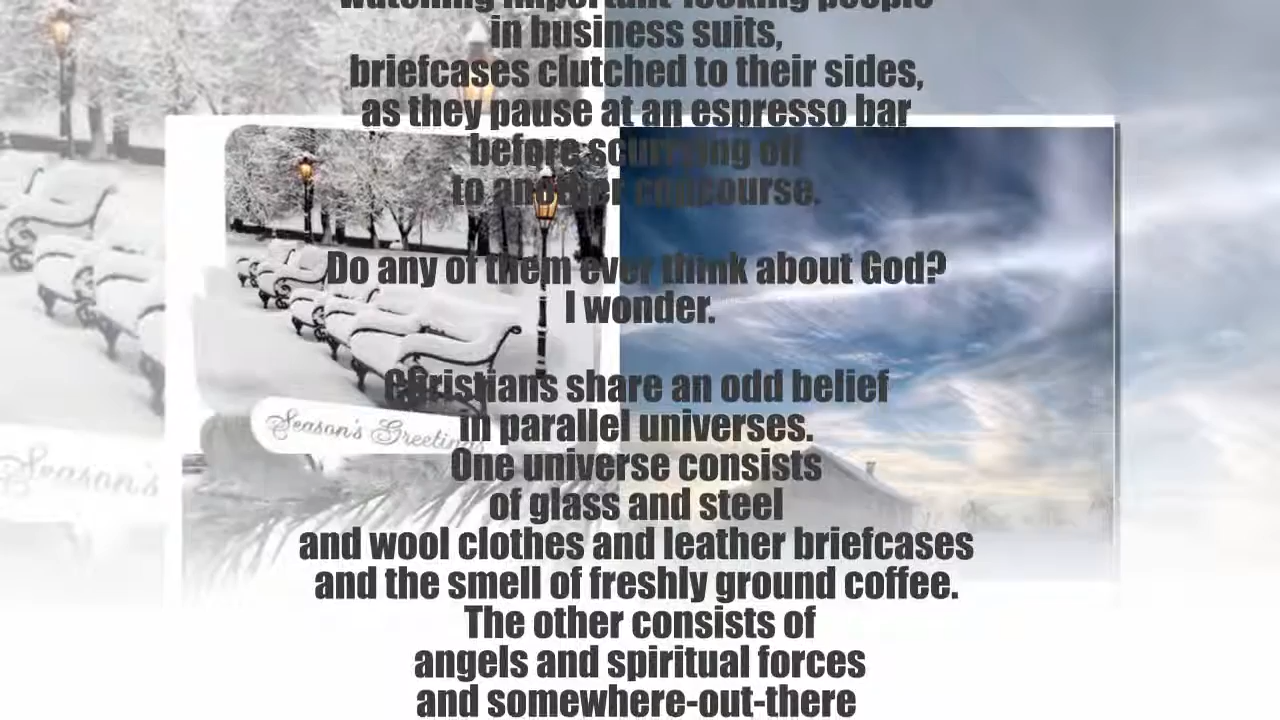 watching important-looking people
in business suits,
briefcases clutched to their sides,
as they pause at an espresso bar
before scurrying off
to another concourse.
Do any of them ever think about God?
I wonder.
Christians share an odd belief
in parallel universes.
One universe consists
of glass and steel
and wool clothes and leather briefcases
and the smell of freshly ground coffee.
The other consists of
angels and spiritual forces
and somewhere-out-there
Season's Greetings
Season's